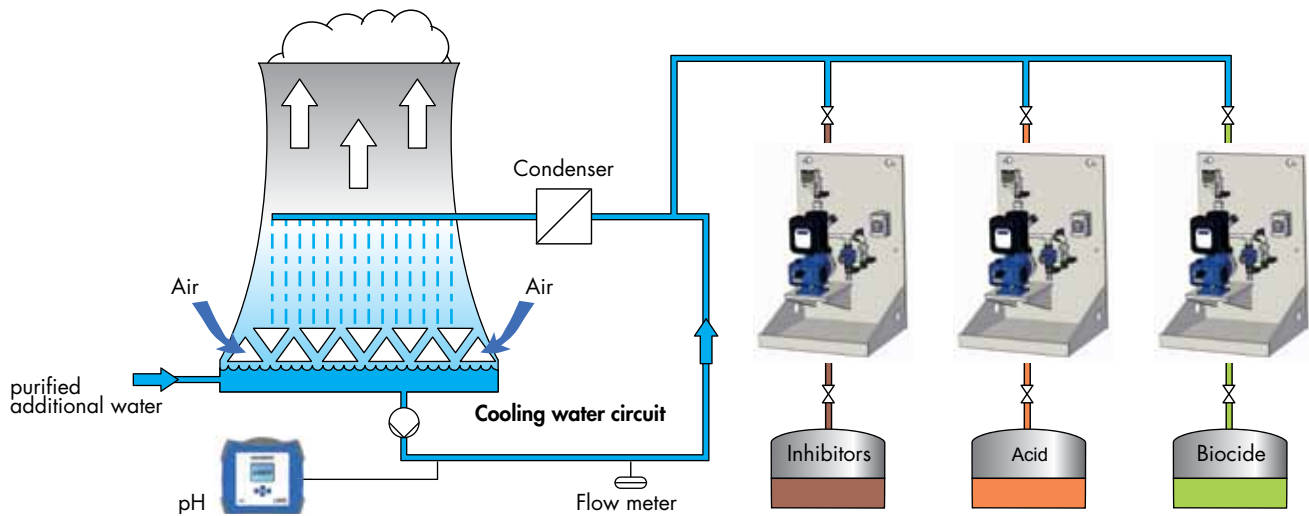 Condenser
Air
Air
purified
additional water
Cooling water circuit
pH
Flow meter
Inhibitors
Acid
Biocide